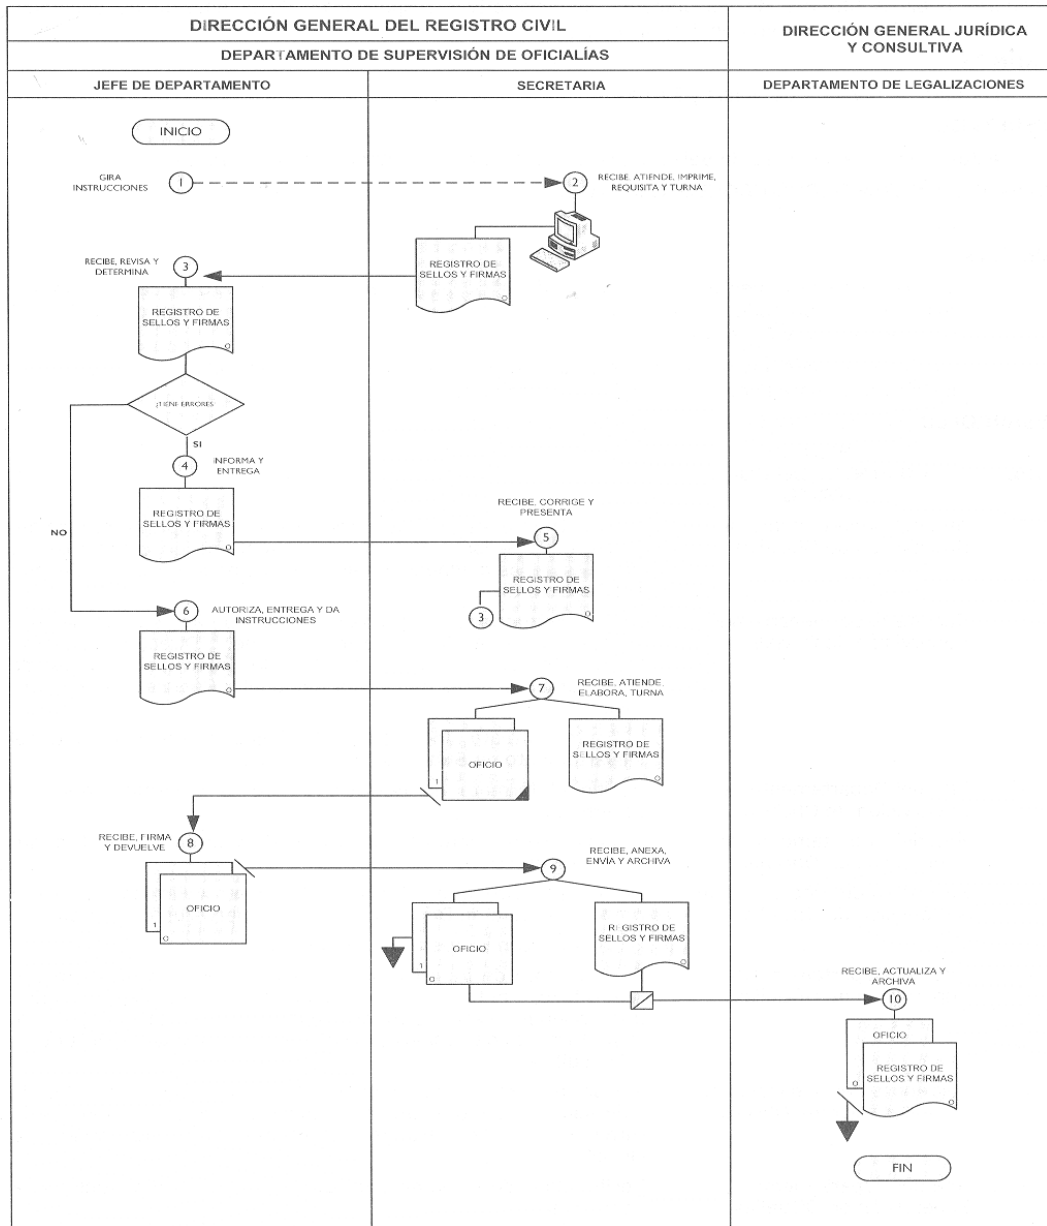 DIRECCIÓN GENERAL DEL REGISTRO CIVIL
DIRECCIÓN GENERAL JURÍDICA
Y CONSULTIVA
DEPARTAMENTO DE SUPERVISIÓN DE OFICIALÍAS
JEFE DE DEPARTAMENTO
SECRETARIA
DEPARTAMENTO DE LEGALIZACIONES
INICIO
GIRA
INSTRUCCIONES
1
2
RECIBE, ATIENDE, IMPRIME,
REQUISITA Y TURNA
REGISTRO DE
SELLOS Y FIRMAS
O
RECIBE, REVISA Y
DETERMINA
3
REGISTRO DE
SELLOS Y FIRMAS
O
¿TIENE ERRORES
SI
NO
4
INFORMA Y
ENTREGA
REGISTRO DE
SELLOS Y FIRMAS
O
RECIBE, CORRIGE Y
PRESENTA
5
REGISTRO DE
SELLOS Y FIRMAS
O
3
6
AUTORIZA, ENTREGA Y DA
INSTRUCCIONES
REGISTRO DE
SELLOS Y FIRMAS
O
7
RECIBE, ATIENDE,
ELABORA, TURNA
OFICIO
1
REGISTRO DE
SELLOS Y FIRMAS
O
RECIBE, FIRMA
Y DEVUELVE
8
OFICIO
1
O
RECIBE, ANEXA,
ENVÍA Y ARCHIVA
9
OFICIO
1
O
REGISTRO DE
SELLOS Y FIRMAS
O
RECIBE, ACTUALIZA Y
ARCHIVA
10
OFICIO
O
REGISTRO DE
SELLOS Y FIRMAS
O
FIN